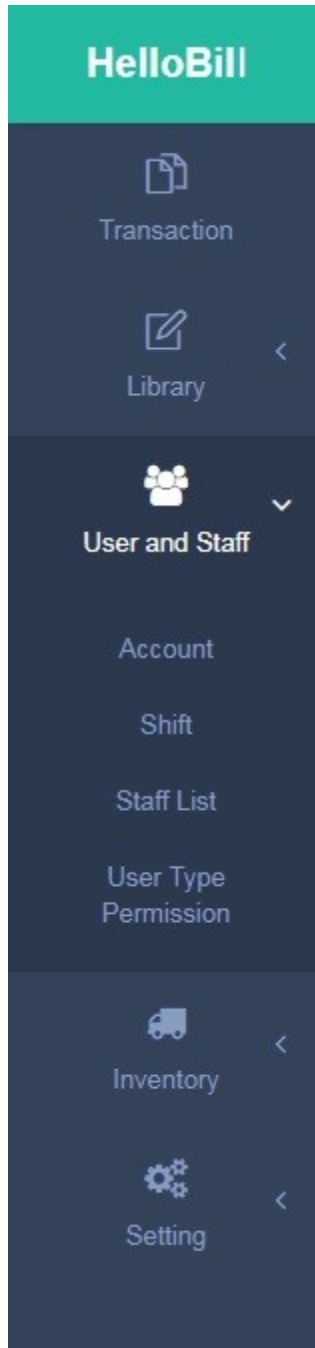 HelloBill
Transaction
Library
User and Staff
Account
Shift
Staff List
User Type
Permission
Inventory
Setting